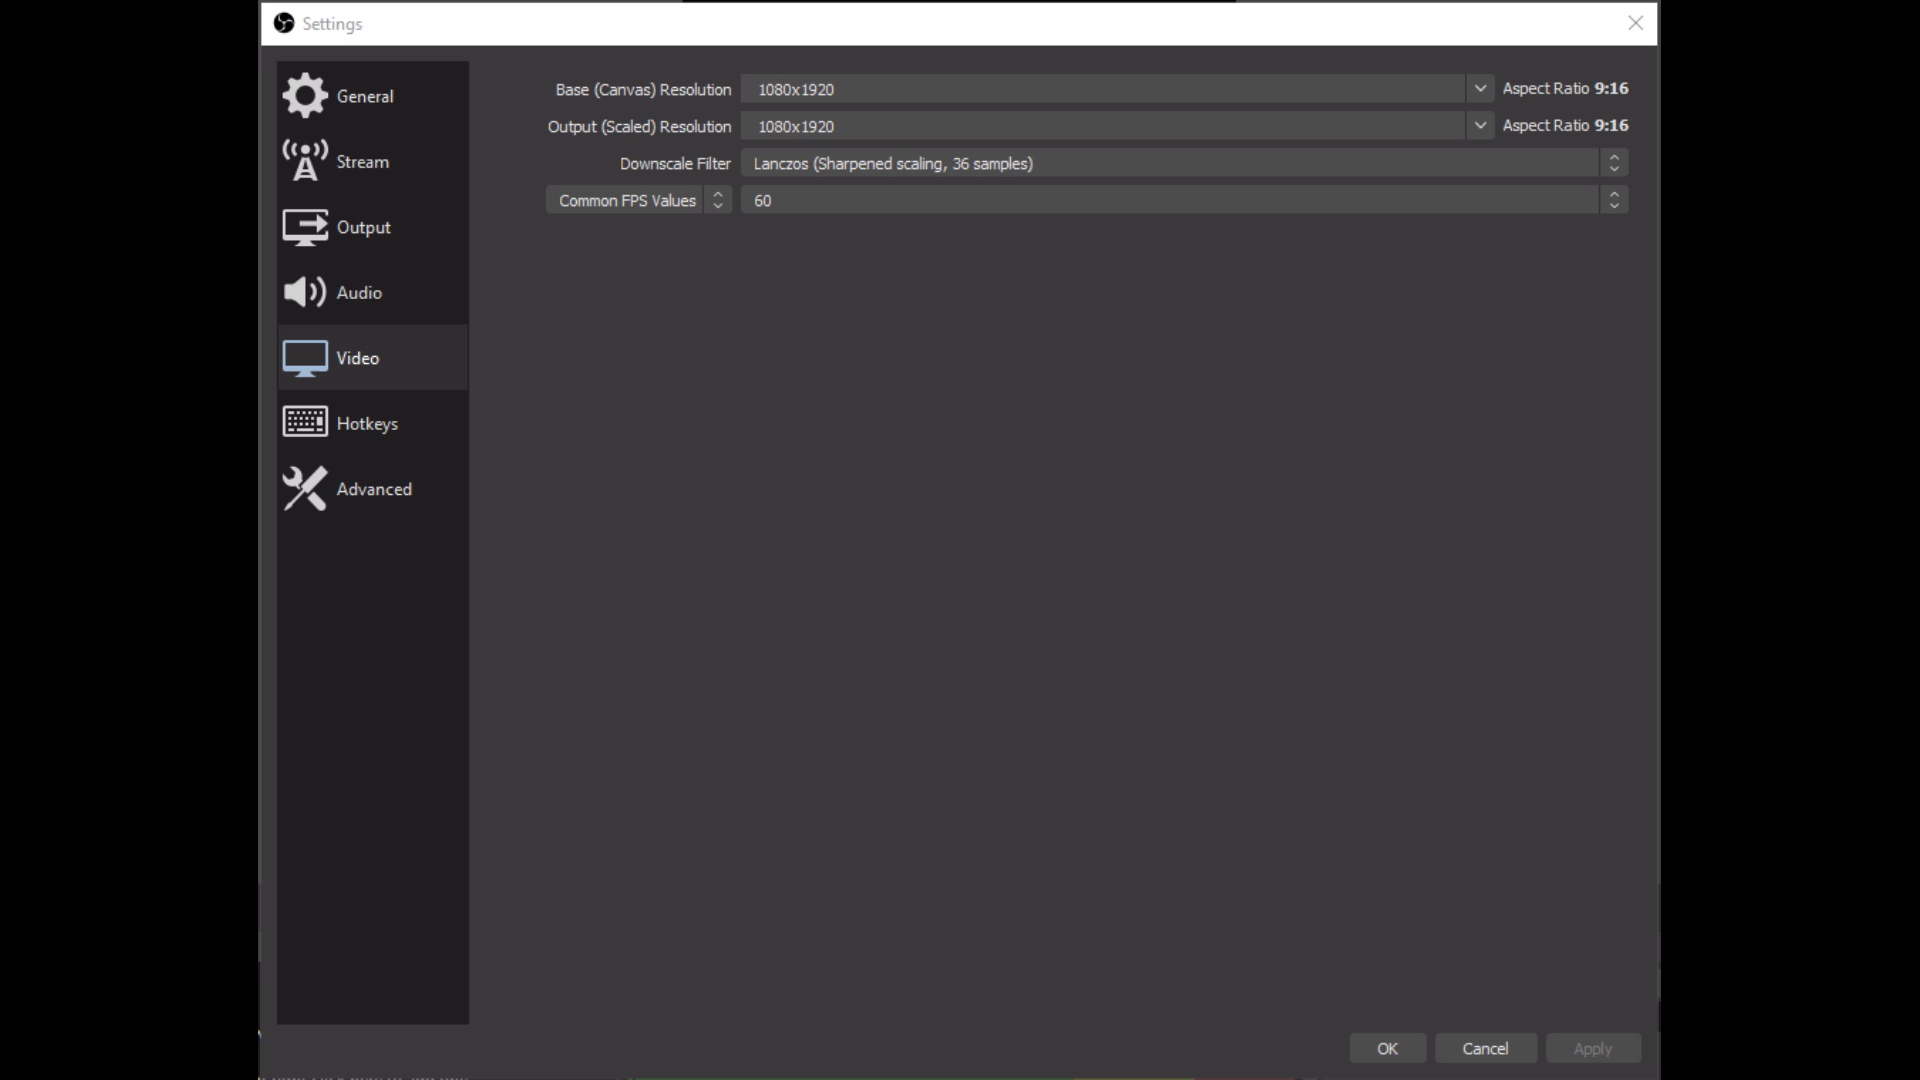 Settings
General
Stream
Output
Audio
Video
Hotkeys
Advanced
Base (Canvas) Resolution 1080x1920 Aspect Ratio 9:16
Output (Scaled) Resolution 1080x1920 Aspect Ratio 9:16
Downscale Filter Lanczos (Sharpened scaling, 36 samples)
Common FPS Values 60
OK Cancel Apply